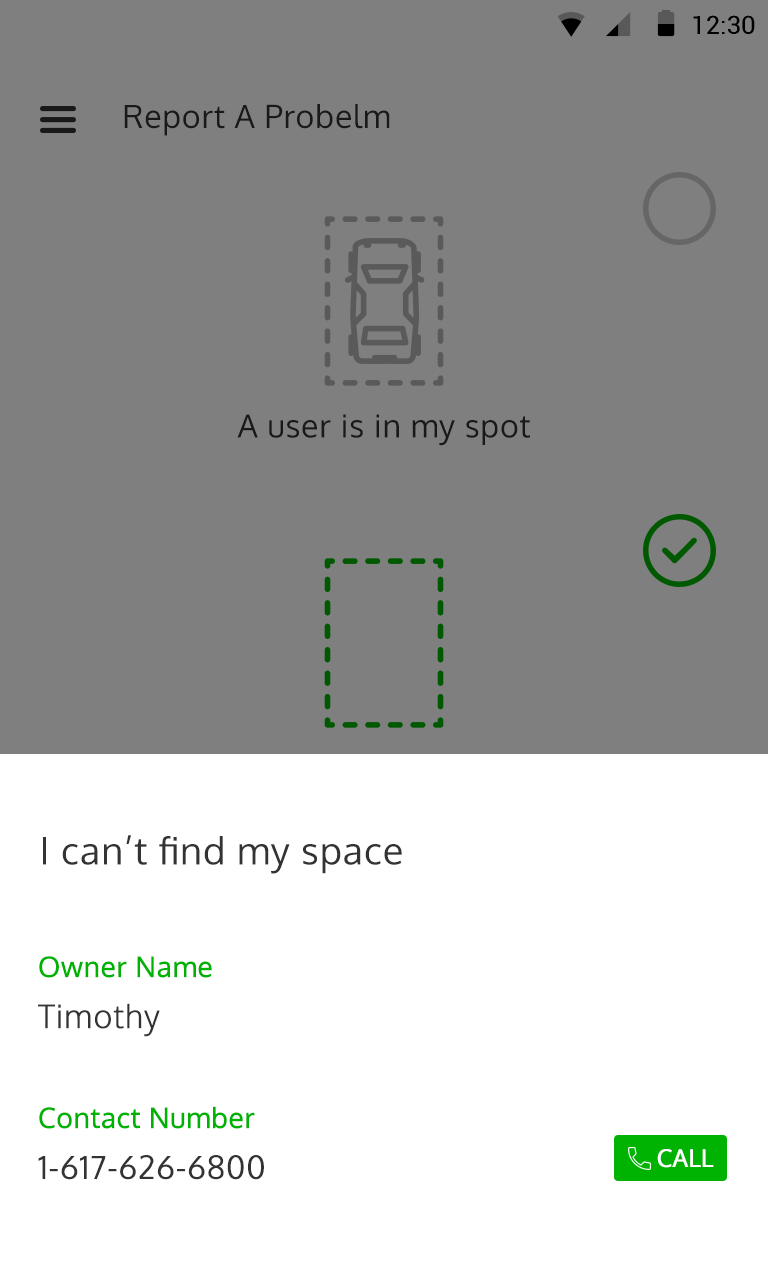 12:30
Report A Probelm
A user is in my spot
I can’t find my space
Owner Name
Timothy
Contact Number
1-617-626-6800
CALL